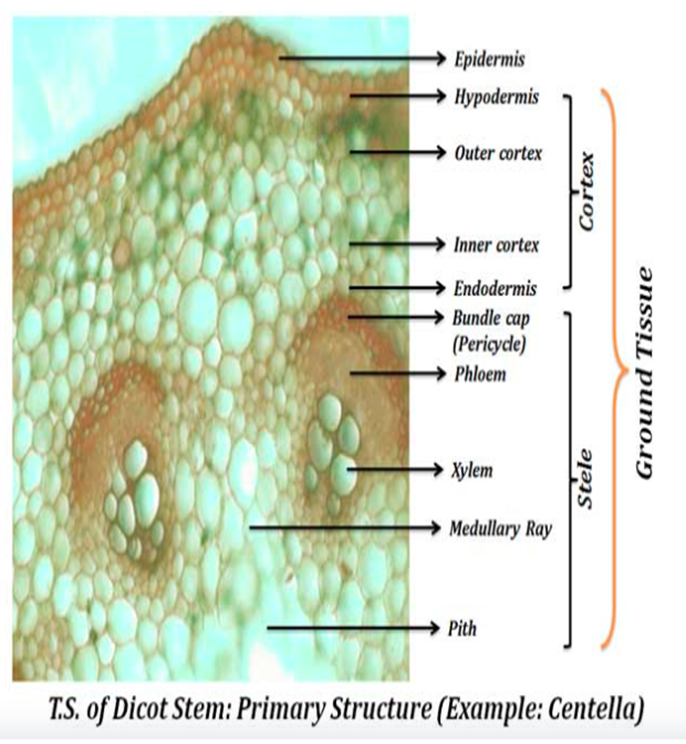 Epidermis
Hypodermis
Outer cortex
Inner cortex
Endodermis
Bundle cap
(Pericycle)
Phloem
Xylem
Medullary Ray
Pith
Cortex
Stele
Ground Tissue
T.S. of Dicot Stem: Primary Structure (Example: Centella)